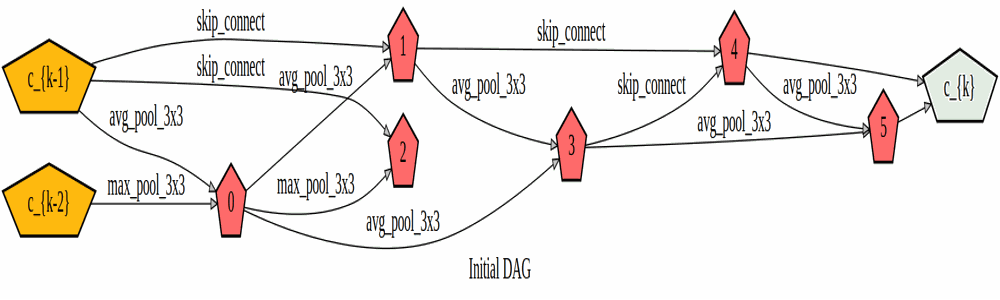 skip_connect
1
skip_connect
4
c_{k-1}
skip_connect
avg_pool_3x3
avg_pool_3x3
skip_connect
avg_pool_3x3
c_{k}
avg_pool_3x3
2
3
avg_pool_3x3
5
c_{k-2}
max_pool_3x3
0
max_pool_3x3
avg_pool_3x3
Initial DAG